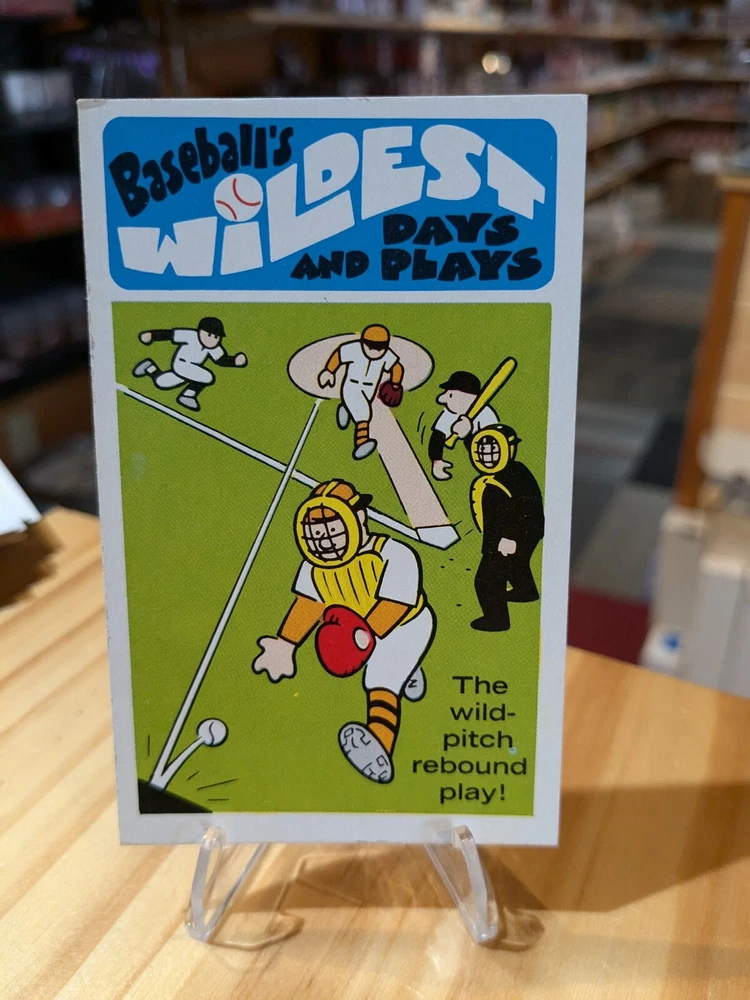 Baseball's
WiLDEST
DAYS
AND PLAYS
The
wild-
pitch
rebound
play!